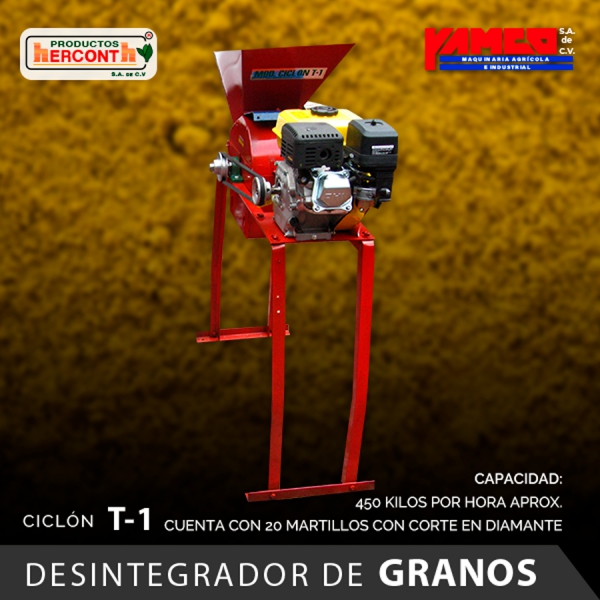 PRODUCTOS
HERCONTH
S.A. DE C.V
YAMCO S.A. de C.V.
MAQUINARIA AGRÍCOLA
E INDUSTRIAL
MOD. CICLÓN T-1
CAPACIDAD:
450 KILOS POR HORA APROX.
CICLÓN T-1 CUENTA CON 20 MARTILLOS CON CORTE EN DIAMANTE
DESINTEGRADOR DE GRANOS